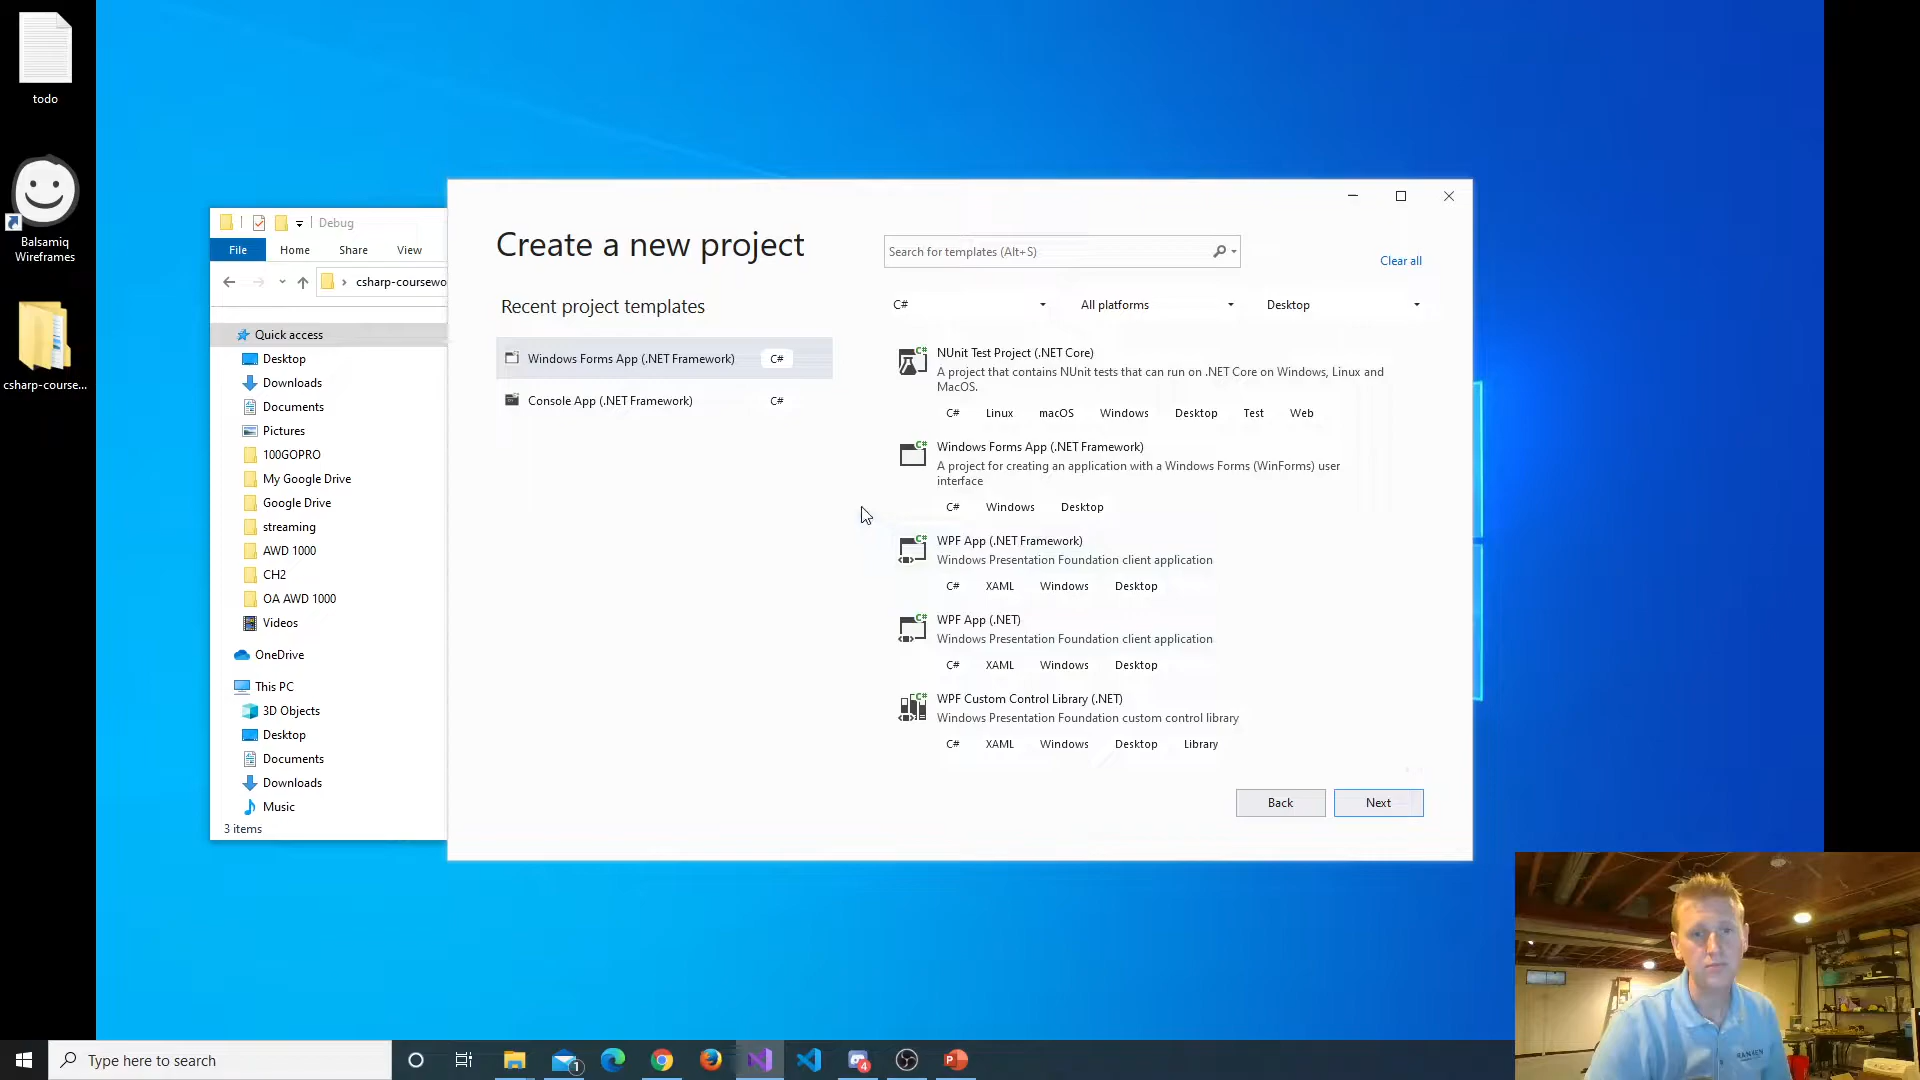 todo
Balsamiq
Wireframes
csharp-course...
Debug
File
Home
Share
View
csharp-coursewo
Quick access
Desktop
Downloads
Documents
Pictures
100GOPRO
My Google Drive
Google Drive
streaming
AWD 1000
CH2
OA AWD 1000
Videos
OneDrive
This PC
3D Objects
Desktop
Documents
Downloads
Music
3 items
Create a new project
Recent project templates
Windows Forms App (.NET Framework) C#
Console App (.NET Framework) C#
Search for templates (Alt+S)
Clear all
C# All platforms Desktop
C#
NUnit Test Project (.NET Core)
A project that contains NUnit tests that can run on .NET Core on Windows, Linux and
MacOS.
C# Linux macOS Windows Desktop Test Web
C#
Windows Forms App (.NET Framework)
A project for creating an application with a Windows Forms (WinForms) user
interface
C# Windows Desktop
C#
WPF App (.NET Framework)
Windows Presentation Foundation client application
C# XAML Windows Desktop
C#
WPF App (.NET)
Windows Presentation Foundation client application
C# XAML Windows Desktop
C#
WPF Custom Control Library (.NET)
Windows Presentation Foundation custom control library
C# XAML Windows Desktop Library
Back
Next
Type here to search
1
4
P